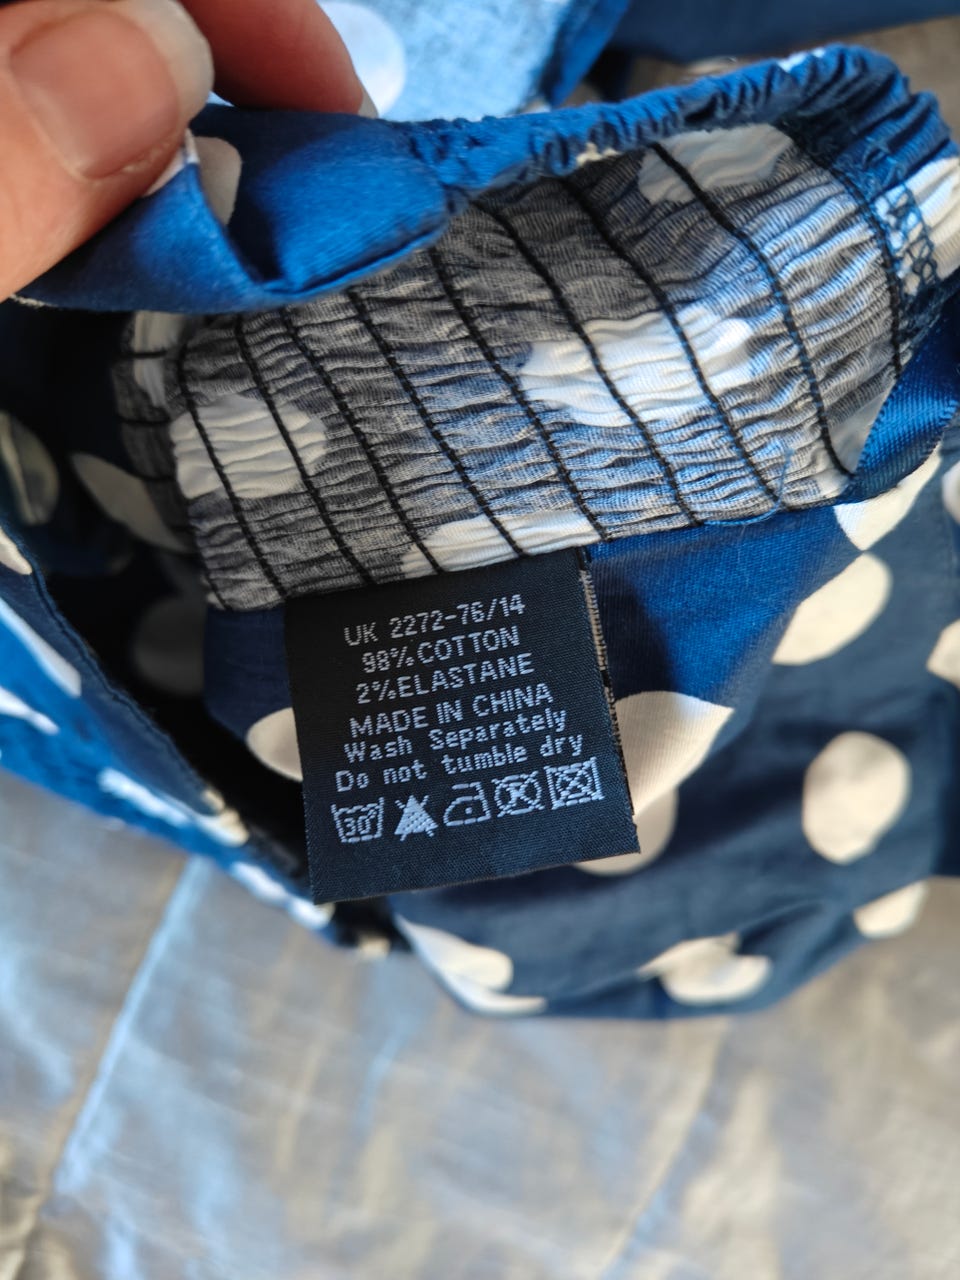 UK 2272-76/14
98% COTTON
2%ELASTANE
MADE IN CHINA
Wash Separately
Do not tumble dry
30